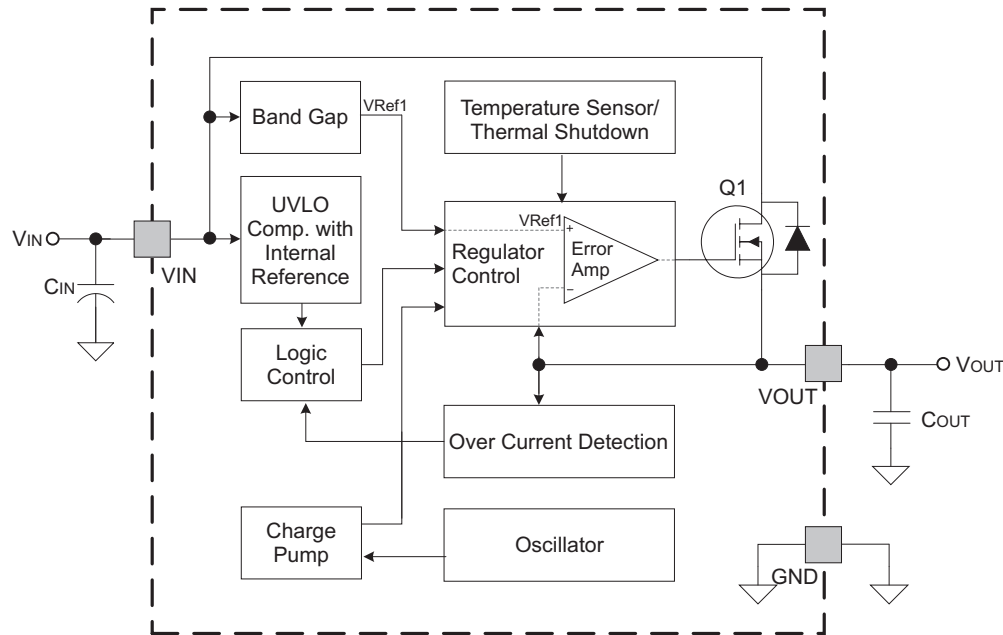 Band Gap
VRef1
Temperature Sensor/
Thermal Shutdown
Q1
UVLO
Comp. with
Internal
Reference
VRef1
+
Error
Amp
−
Regulator
Control
VIN
VIN
CIN
Logic
Control
VOUT
VOUT
COUT
Over Current Detection
Charge
Pump
Oscillator
GND